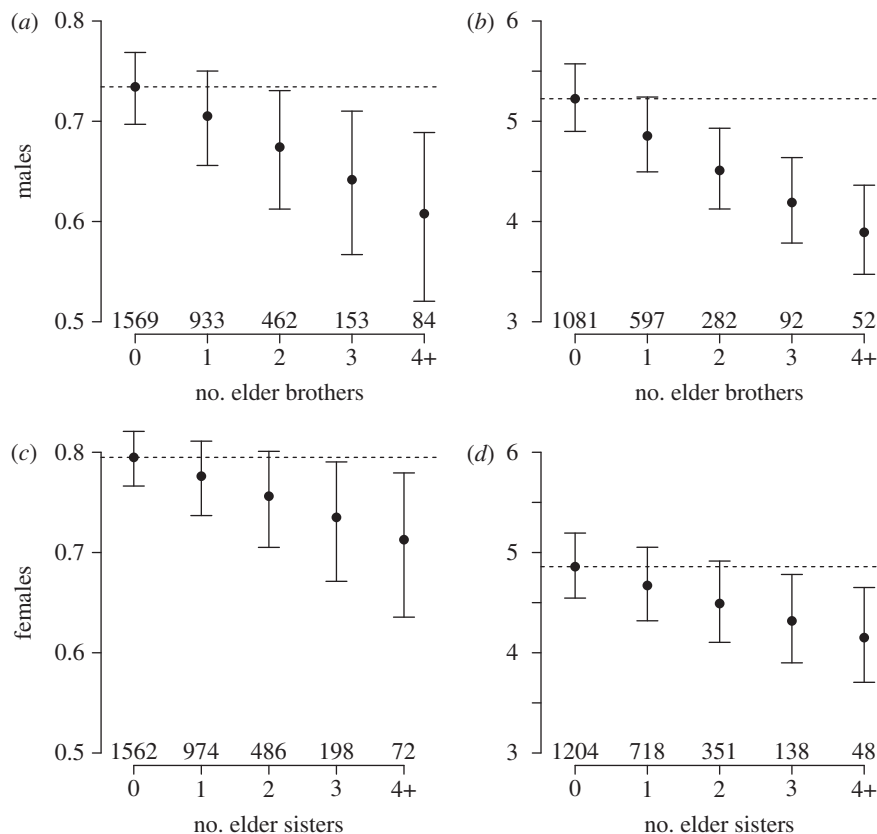 (a)
0.8
0.7
0.6
0.5
males
1569 933 462 153 84
0 1 2 3 4+
no. elder brothers
(b)
6
5
4
3
1081 597 282 92 52
0 1 2 3 4+
no. elder brothers
(c)
0.8
0.7
0.6
0.5
females
1562 974 486 198 72
0 1 2 3 4+
no. elder sisters
(d)
6
5
4
3
1204 718 351 138 48
0 1 2 3 4+
no. elder sisters